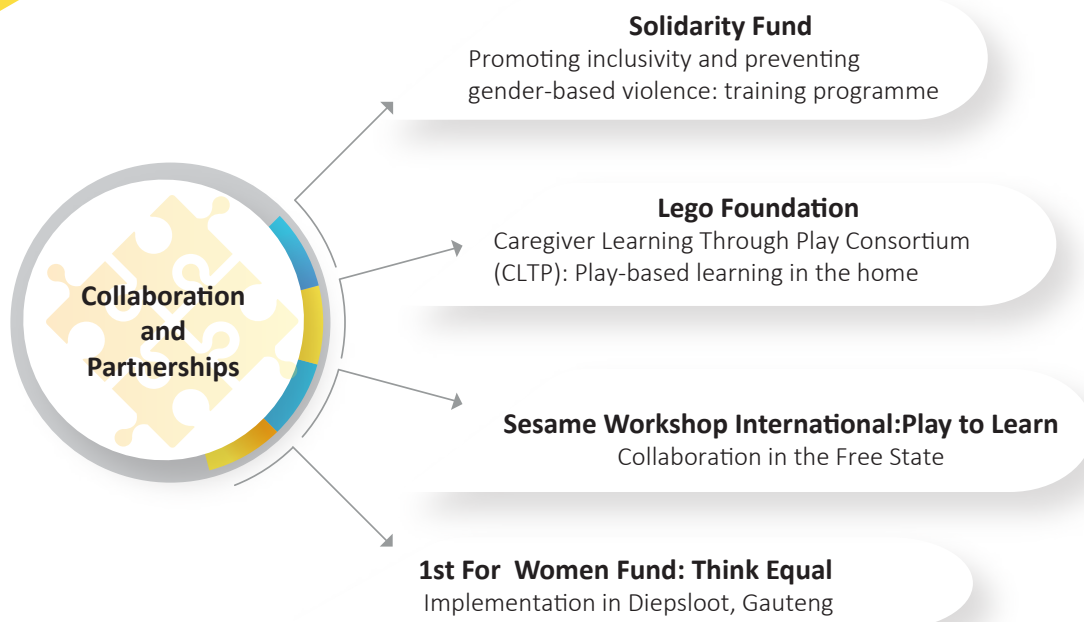 Solidarity Fund
Promoting inclusivity and preventing
gender-based violence: training programme
Lego Foundation
Caregiver Learning Through Play Consortium
(CLTP): Play-based learning in the home
Collaboration
and
Partnerships
Sesame Workshop International:Play to Learn
Collaboration in the Free State
1st For Women Fund: Think Equal
Implementation in Diepsloot, Gauteng